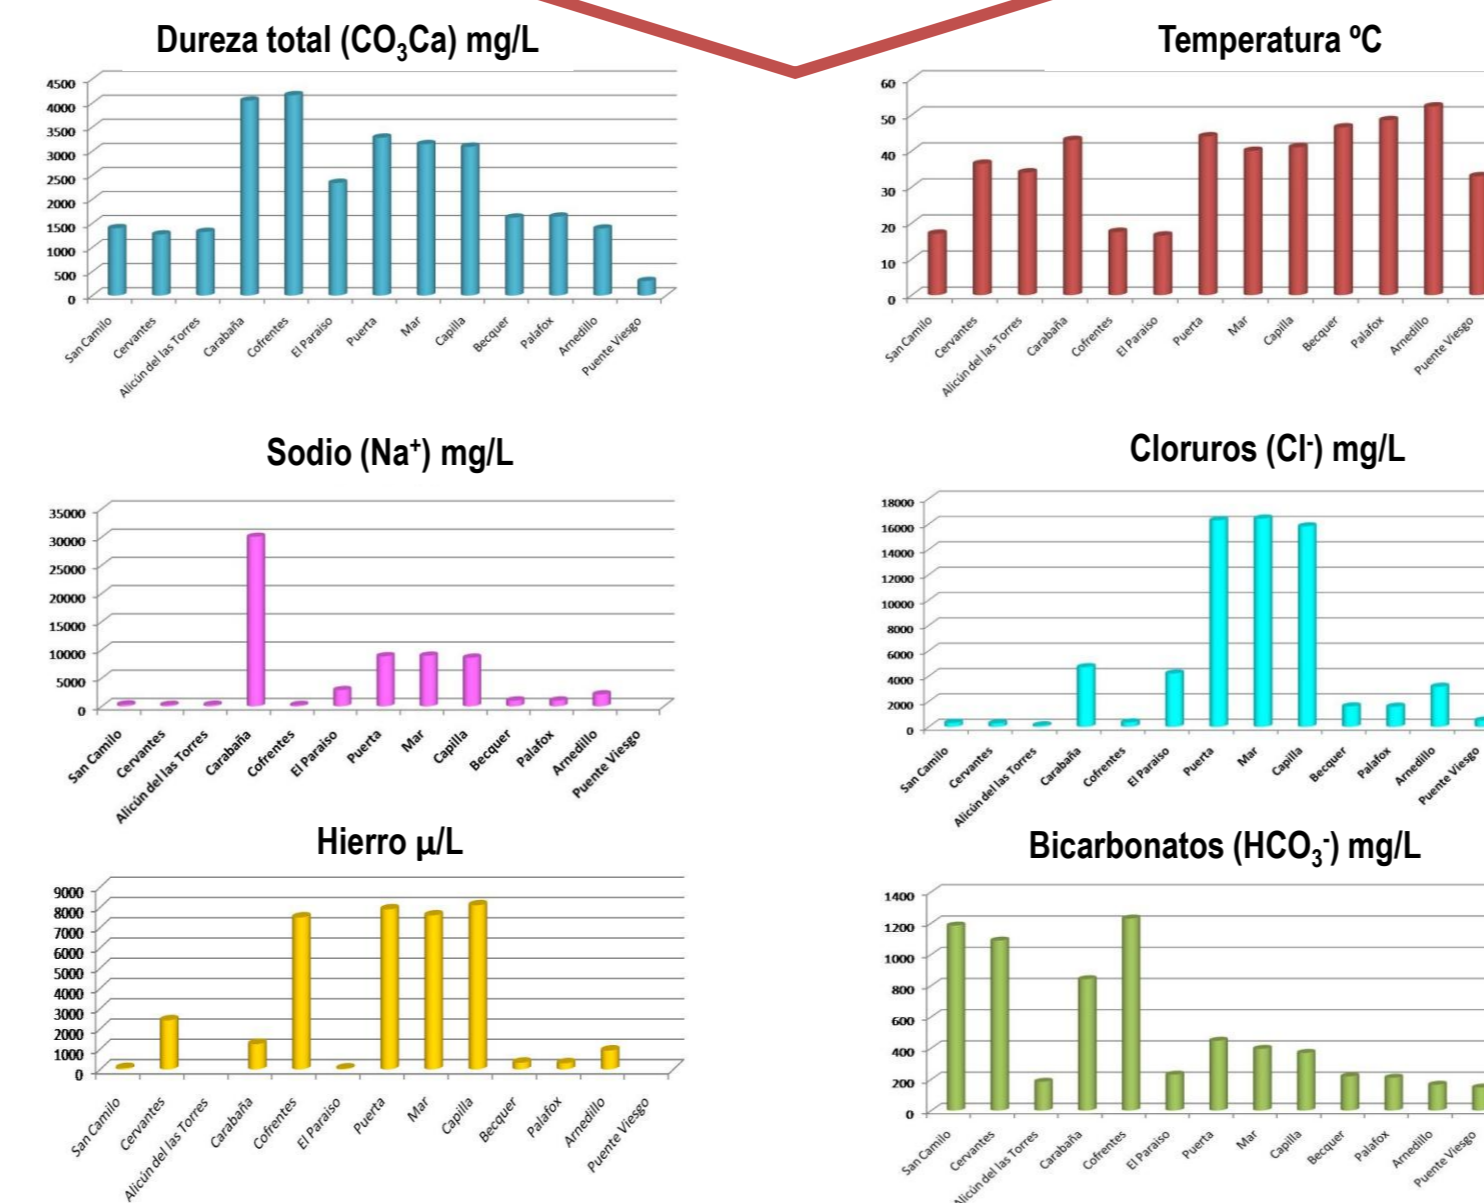 Dureza total (CO₃Ca) mg/L
4500
4000
3500
3000
2500
2000
1500
1000
500
0
San Camilo
Cervantes
Alicún del las Torres
Carabaña
Cofrentes
El Paraiso
Puerta
Mar
Capilla
Becquer
Palafox
Arnedillo
Puente Viesgo
Temperatura ºC
60
50
40
30
20
10
0
San Camilo
Cervantes
Alicún del las Torres
Carabaña
Cofrentes
El Paraiso
Puerta
Mar
Capilla
Becquer
Palafox
Arnedillo
Puente Viesgo
Sodio (Na⁺) mg/L
35000
30000
25000
20000
15000
10000
5000
0
San Camilo
Cervantes
Alicún del las Torres
Carabaña
Cofrentes
El Paraiso
Puerta
Mar
Capilla
Becquer
Palafox
Arnedillo
Puente Viesgo
Cloruros (Cl⁻) mg/L
18000
16000
14000
12000
10000
8000
6000
4000
2000
0
San Camilo
Cervantes
Alicún del las Torres
Carabaña
Cofrentes
El Paraiso
Puerta
Mar
Capilla
Becquer
Palafox
Arnedillo
Puente Viesgo
Hierro µ/L
9000
8000
7000
6000
5000
4000
3000
2000
1000
0
San Camilo
Cervantes
Alicún del las Torres
Carabaña
Cofrentes
El Paraiso
Puerta
Mar
Capilla
Becquer
Palafox
Arnedillo
Puente Viesgo
Bicarbonatos (HCO₃⁻) mg/L
1400
1200
1000
800
600
400
200
0
San Camilo
Cervantes
Alicún del las Torres
Carabaña
Cofrentes
El Paraiso
Puerta
Mar
Capilla
Becquer
Palafox
Arnedillo
Puente Viesgo